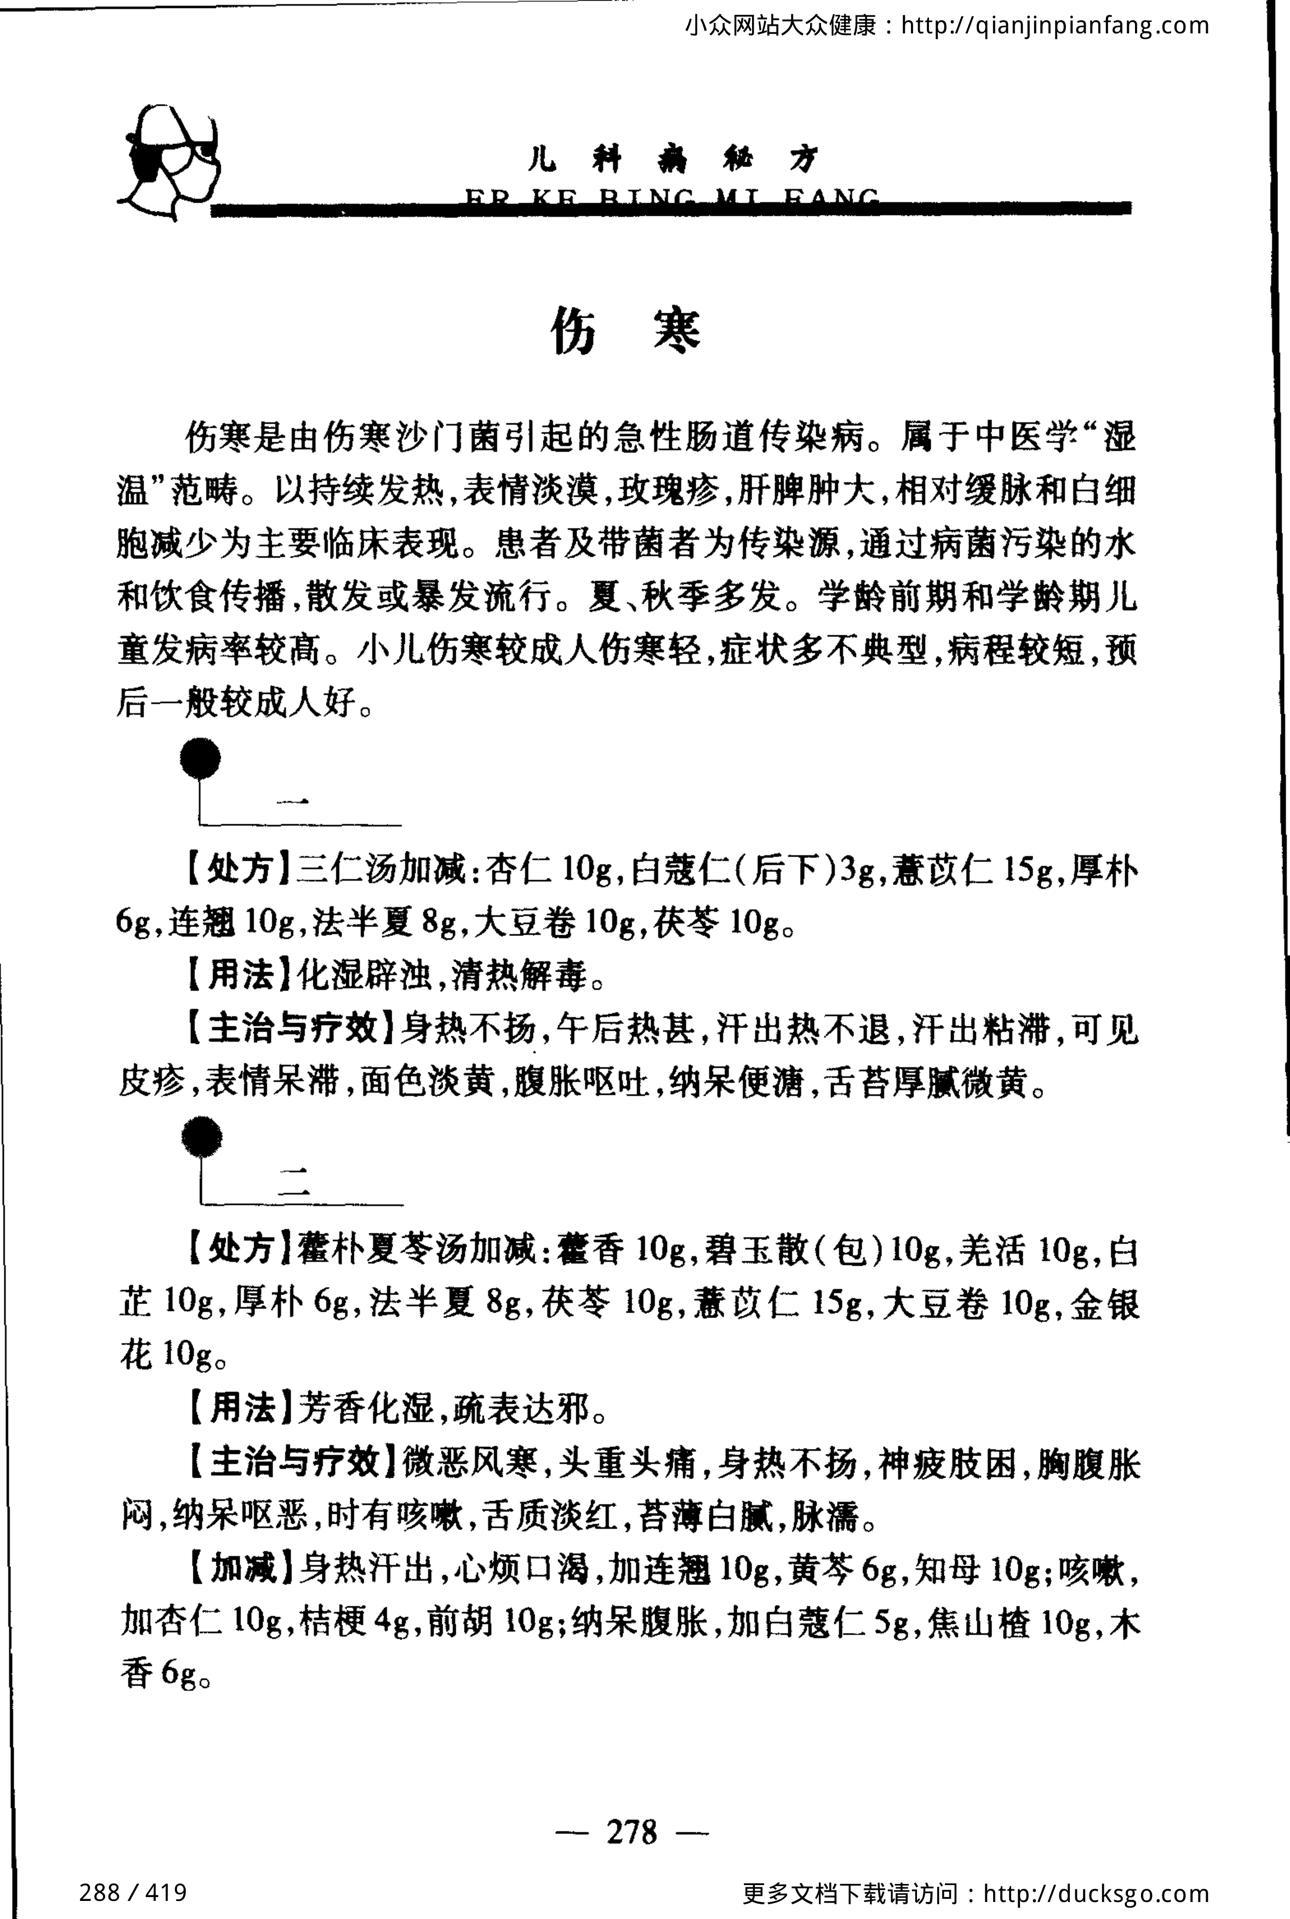 小众网站大众健康：http://qianjinpianfang.com
儿科病秘方
ER KE BING MI FANG
伤 寒
伤寒是由伤寒沙门菌引起的急性肠道传染病。属于中医学“湿
温”范畴。以持续发热,表情淡漠,玫瑰疹,肝脾肿大,相对缓脉和白细
胞减少为主要临床表现。患者及带菌者为传染源,通过病菌污染的水
和饮食传播,散发或暴发流行。夏、秋季多发。学龄前期和学龄期儿
童发病率较高。小儿伤寒较成人伤寒轻,症状多不典型,病程较短,预
后一般较成人好。
一
【处方】三仁汤加减:杏仁 10g,白蔻仁(后下)3g,薏苡仁 15g,厚朴
6g,连翘 10g,法半夏 8g,大豆卷 10g,茯苓 10g。
【用法】化湿辟浊,清热解毒。
【主治与疗效】身热不扬,午后热甚,汗出热不退,汗出粘滞,可见
皮疹,表情呆滞,面色淡黄,腹胀呕吐,纳呆便溏,舌苔厚腻微黄。
二
【处方】藿朴夏苓汤加减:藿香 10g,碧玉散(包)10g,羌活 10g,白
芷 10g,厚朴 6g,法半夏 8g,茯苓 10g,薏苡仁 15g,大豆卷 10g,金银
花 10g。
【用法】芳香化湿,疏表达邪。
【主治与疗效】微恶风寒,头重头痛,身热不扬,神疲肢困,胸腹胀
闷,纳呆呕恶,时有咳嗽,舌质淡红,苔薄白腻,脉濡。
【加减】身热汗出,心烦口渴,加连翘 10g,黄芩 6g,知母 10g;咳嗽,
加杏仁 10g,桔梗 4g,前胡 10g;纳呆腹胀,加白蔻仁 5g,焦山楂 10g,木
香 6g。
— 278 —
288 / 419
更多文档下载请访问：http://ducksgo.com